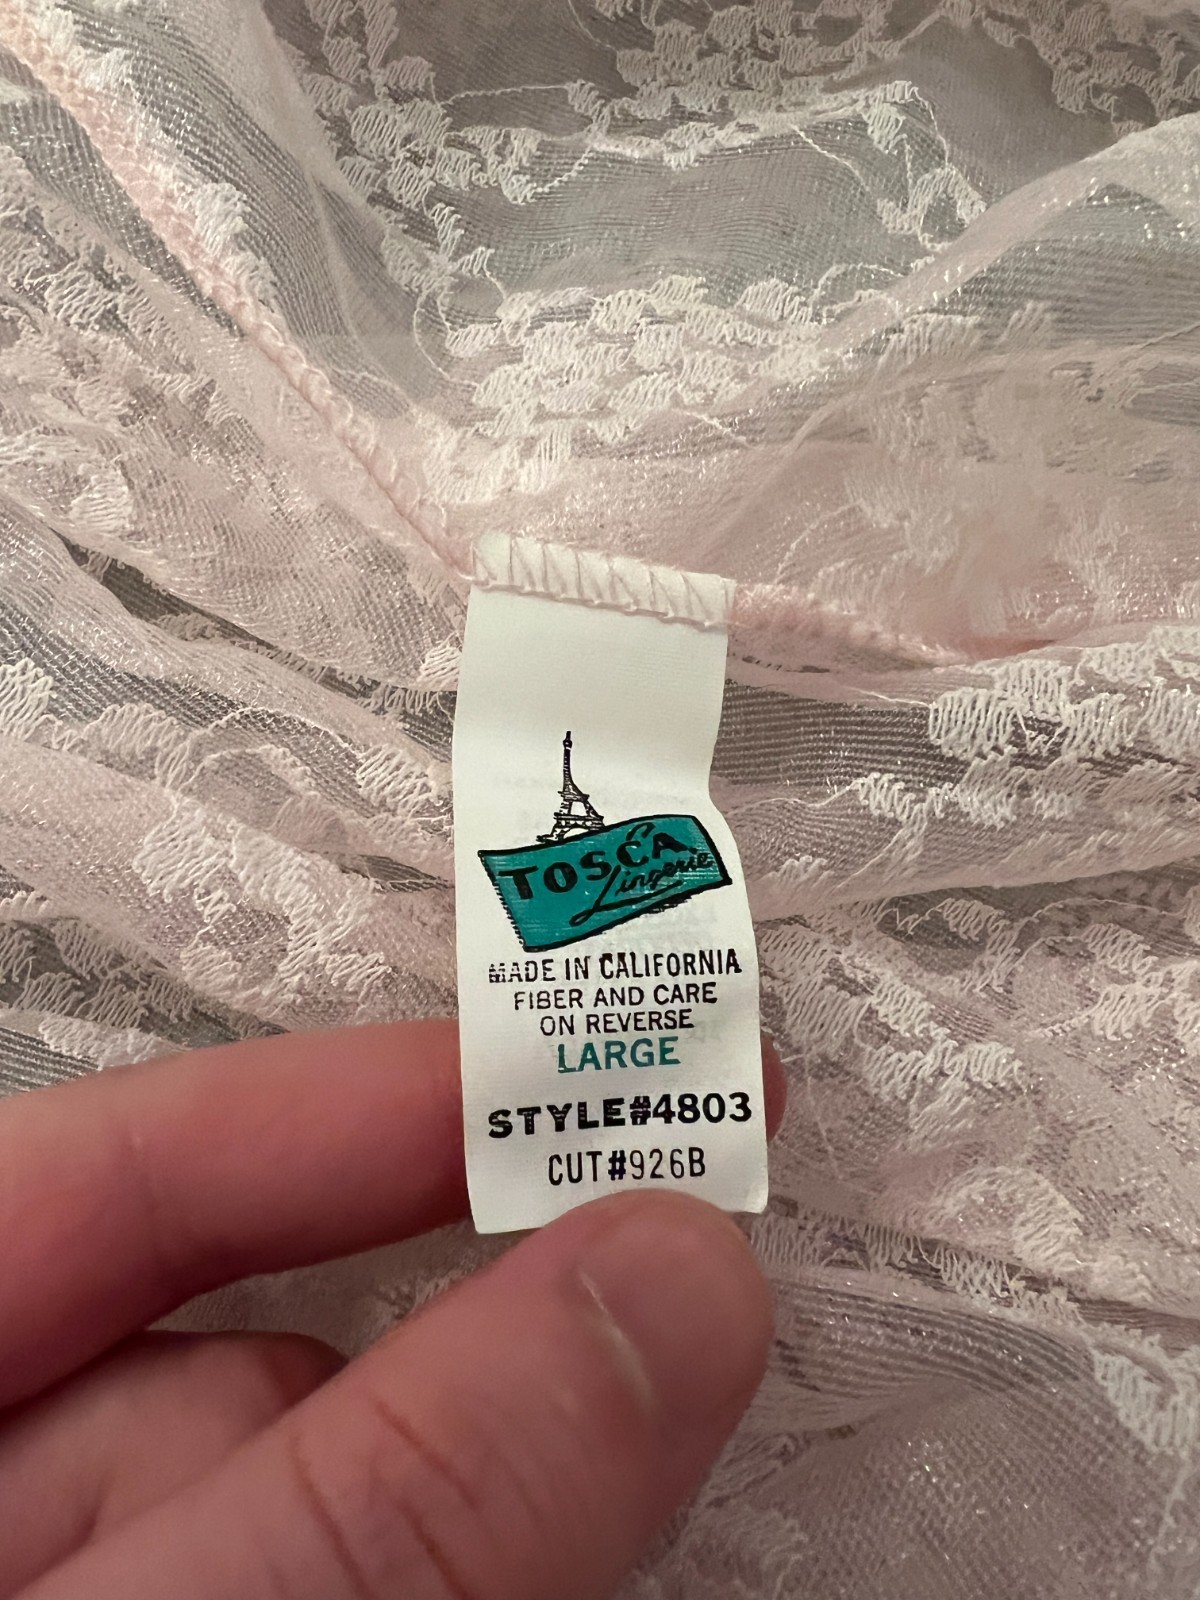 TOSCA
Lingerie
MADE IN CALIFORNIA
FIBER AND CARE
ON REVERSE
LARGE
STYLE#4803
CUT#926B